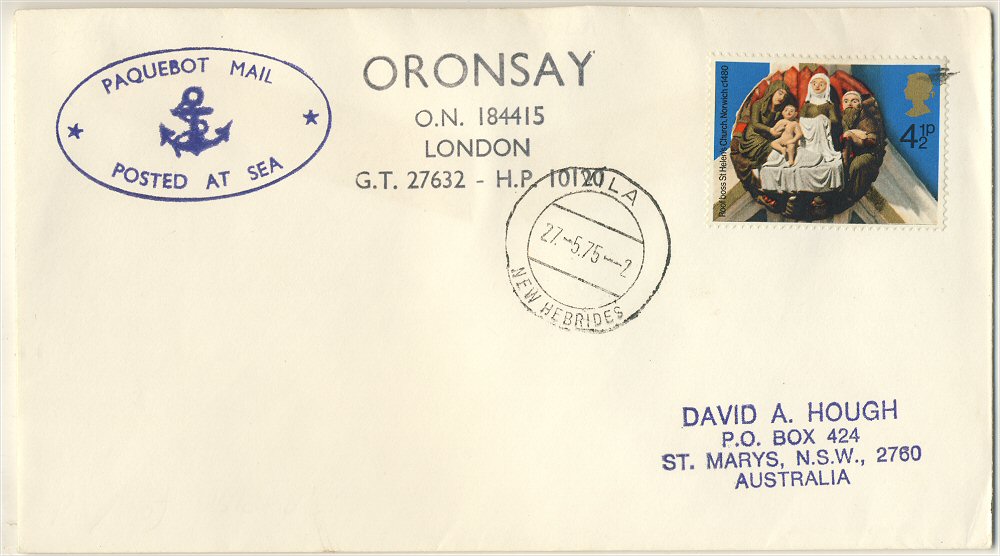 PAQUEBOT MAIL
POSTED AT SEA
ORONSAY
O.N. 184415
LONDON
G.T. 27632 - H.P. 10120
VILA
27.-5.75-2
NEW HEBRIDES
Roof boss St Helen's Church, Norwich c1480
4½p
DAVID A. HOUGH
P.O. BOX 424
ST. MARYS, N.S.W., 2760
AUSTRALIA